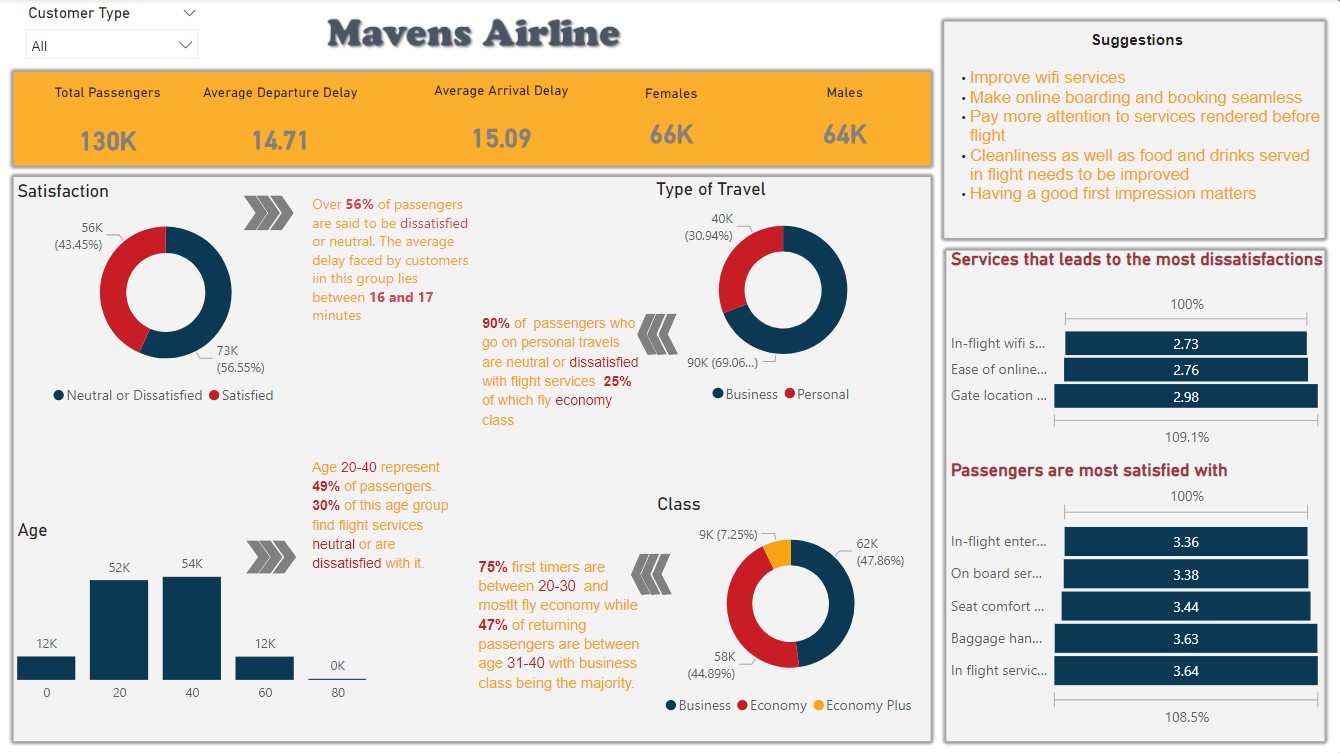 Customer Type
All
Mavens Airline
Total Passengers
130K
Average Departure Delay
14.71
Average Arrival Delay
15.09
Females
66K
Males
64K
Suggestions
• Improve wifi services
• Make online boarding and booking seamless
• Pay more attention to services rendered before
flight
• Cleanliness as well as food and drinks served
in flight needs to be improved
• Having a good first impression matters
Satisfaction
56K
(43.45%)
73K
(56.55%)
Neutral or Dissatisfied
Satisfied
Over 56% of passengers
are said to be dissatisfied
or neutral. The average
delay faced by customers
iin this group lies
between 16 and 17
minutes
Type of Travel
40K
(30.94%)
90K (69.06...)
Business
Personal
90% of  passengers who
go on personal travels
are neutral or dissatisfied
with flight services  25%
of which fly economy
class
Age
12K
52K
54K
12K
0K
0
20
40
60
80
Age 20-40 represent
49% of passengers.
30% of this age group
find flight services
neutral or are
dissatisfied with it.
Class
9K (7.25%)
62K
(47.86%)
58K
(44.89%)
Business
Economy
Economy Plus
75% first timers are
between 20-30  and
mostlt fly economy while
47% of returning
passengers are between
age 31-40 with business
class being the majority.
Services that leads to the most dissatisfactions
100%
In-flight wifi s...
2.73
Ease of online...
2.76
Gate location ...
2.98
109.1%
Passengers are most satisfied with
100%
In-flight enter...
3.36
On board ser...
3.38
Seat comfort ...
3.44
Baggage han...
3.63
In flight servic...
3.64
108.5%